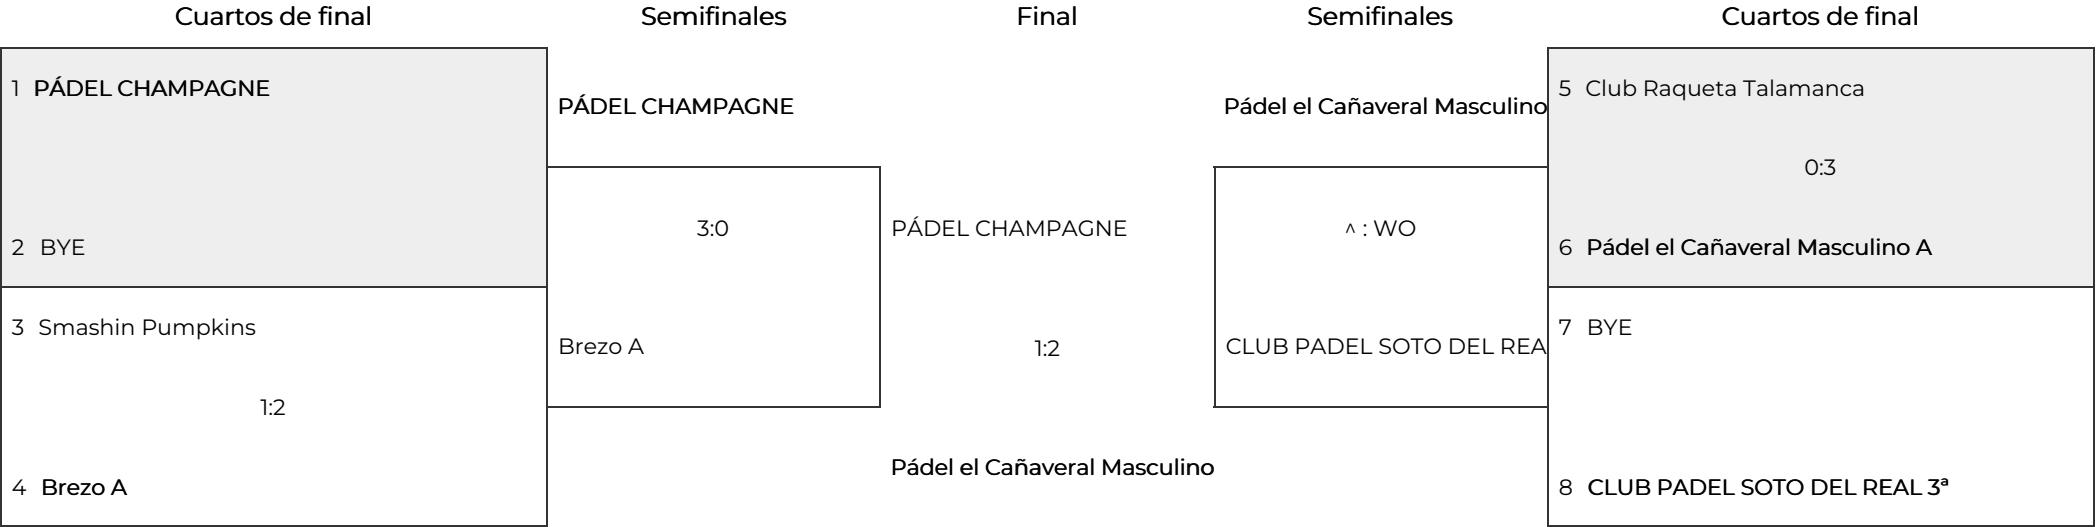 Cuartos de final
Semifinales
Final
Semifinales
Cuartos de final
1 PÁDEL CHAMPAGNE
2 BYE
3 Smashin Pumpkins
1:2
4 Brezo A
PÁDEL CHAMPAGNE
3:0
Brezo A
PÁDEL CHAMPAGNE
1:2
Pádel el Cañaveral Masculino
Pádel el Cañaveral Masculino
^ : WO
CLUB PADEL SOTO DEL REA
5 Club Raqueta Talamanca
0:3
6 Pádel el Cañaveral Masculino A
7 BYE
8 CLUB PADEL SOTO DEL REAL 3ª